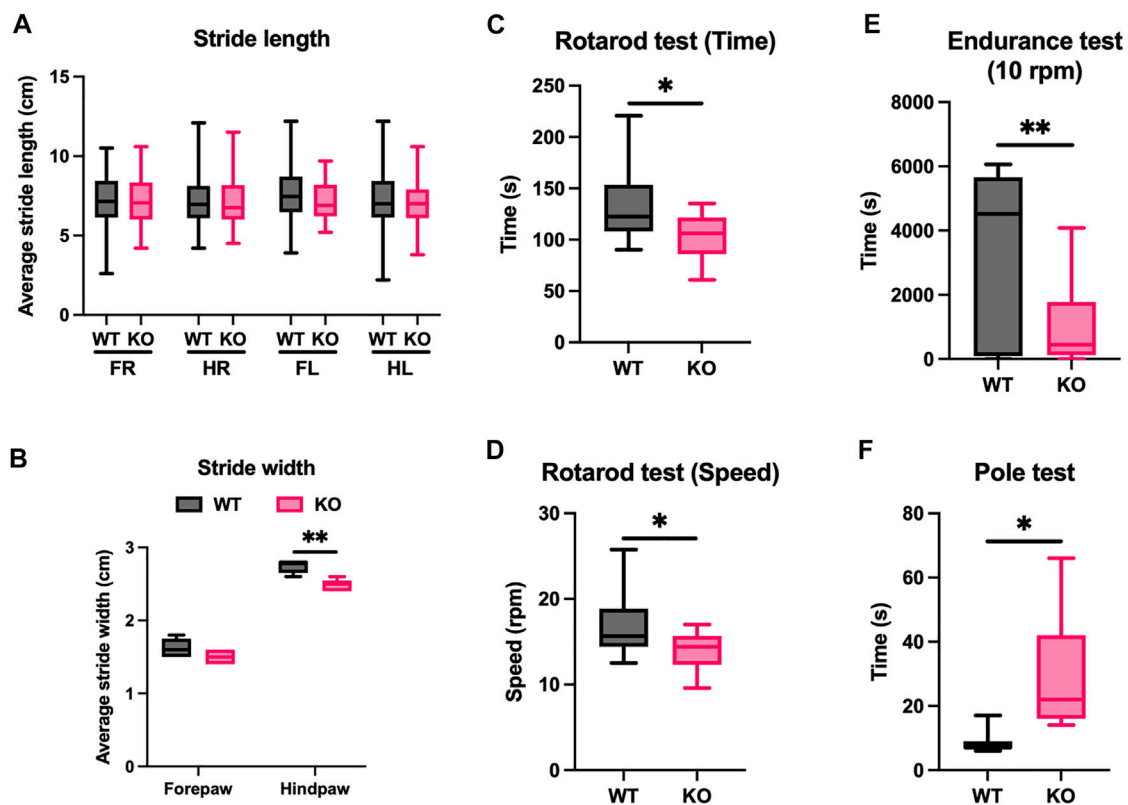 A
Stride length
Average stride length (cm)
15
10
5
0
WT KO WT KO WT KO WT KO
FR HR FL HL
B
Stride width
WT KO
Average stride width (cm)
3
2
1
0
**
Forepaw Hindpaw
C
Rotarod test (Time)
Time (s)
250
200
150
100
50
0
*
WT KO
D
Rotarod test (Speed)
Speed (rpm)
30
20
10
0
*
WT KO
E
Endurance test
(10 rpm)
Time (s)
8000
6000
4000
2000
0
**
WT KO
F
Pole test
Time (s)
80
60
40
20
0
*
WT KO